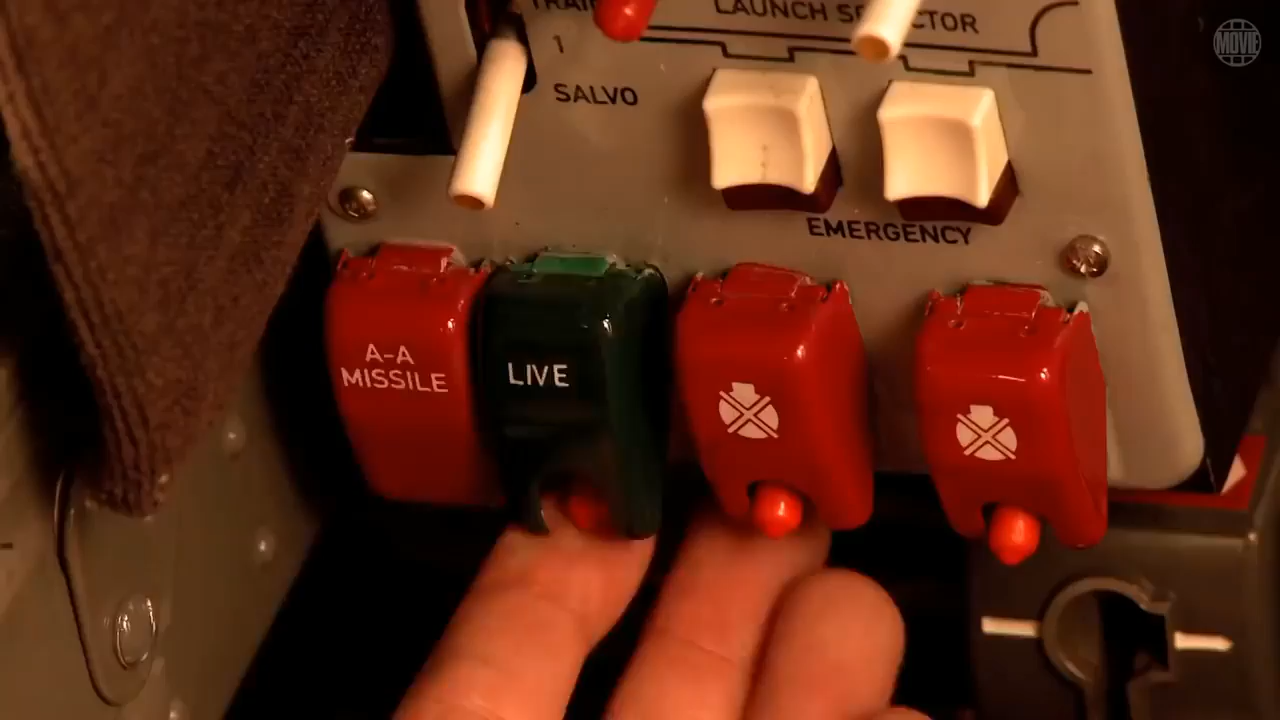 LAUNCH SELECTOR
1
SALVO
EMERGENCY
A-A
MISSILE
LIVE
MOVIE